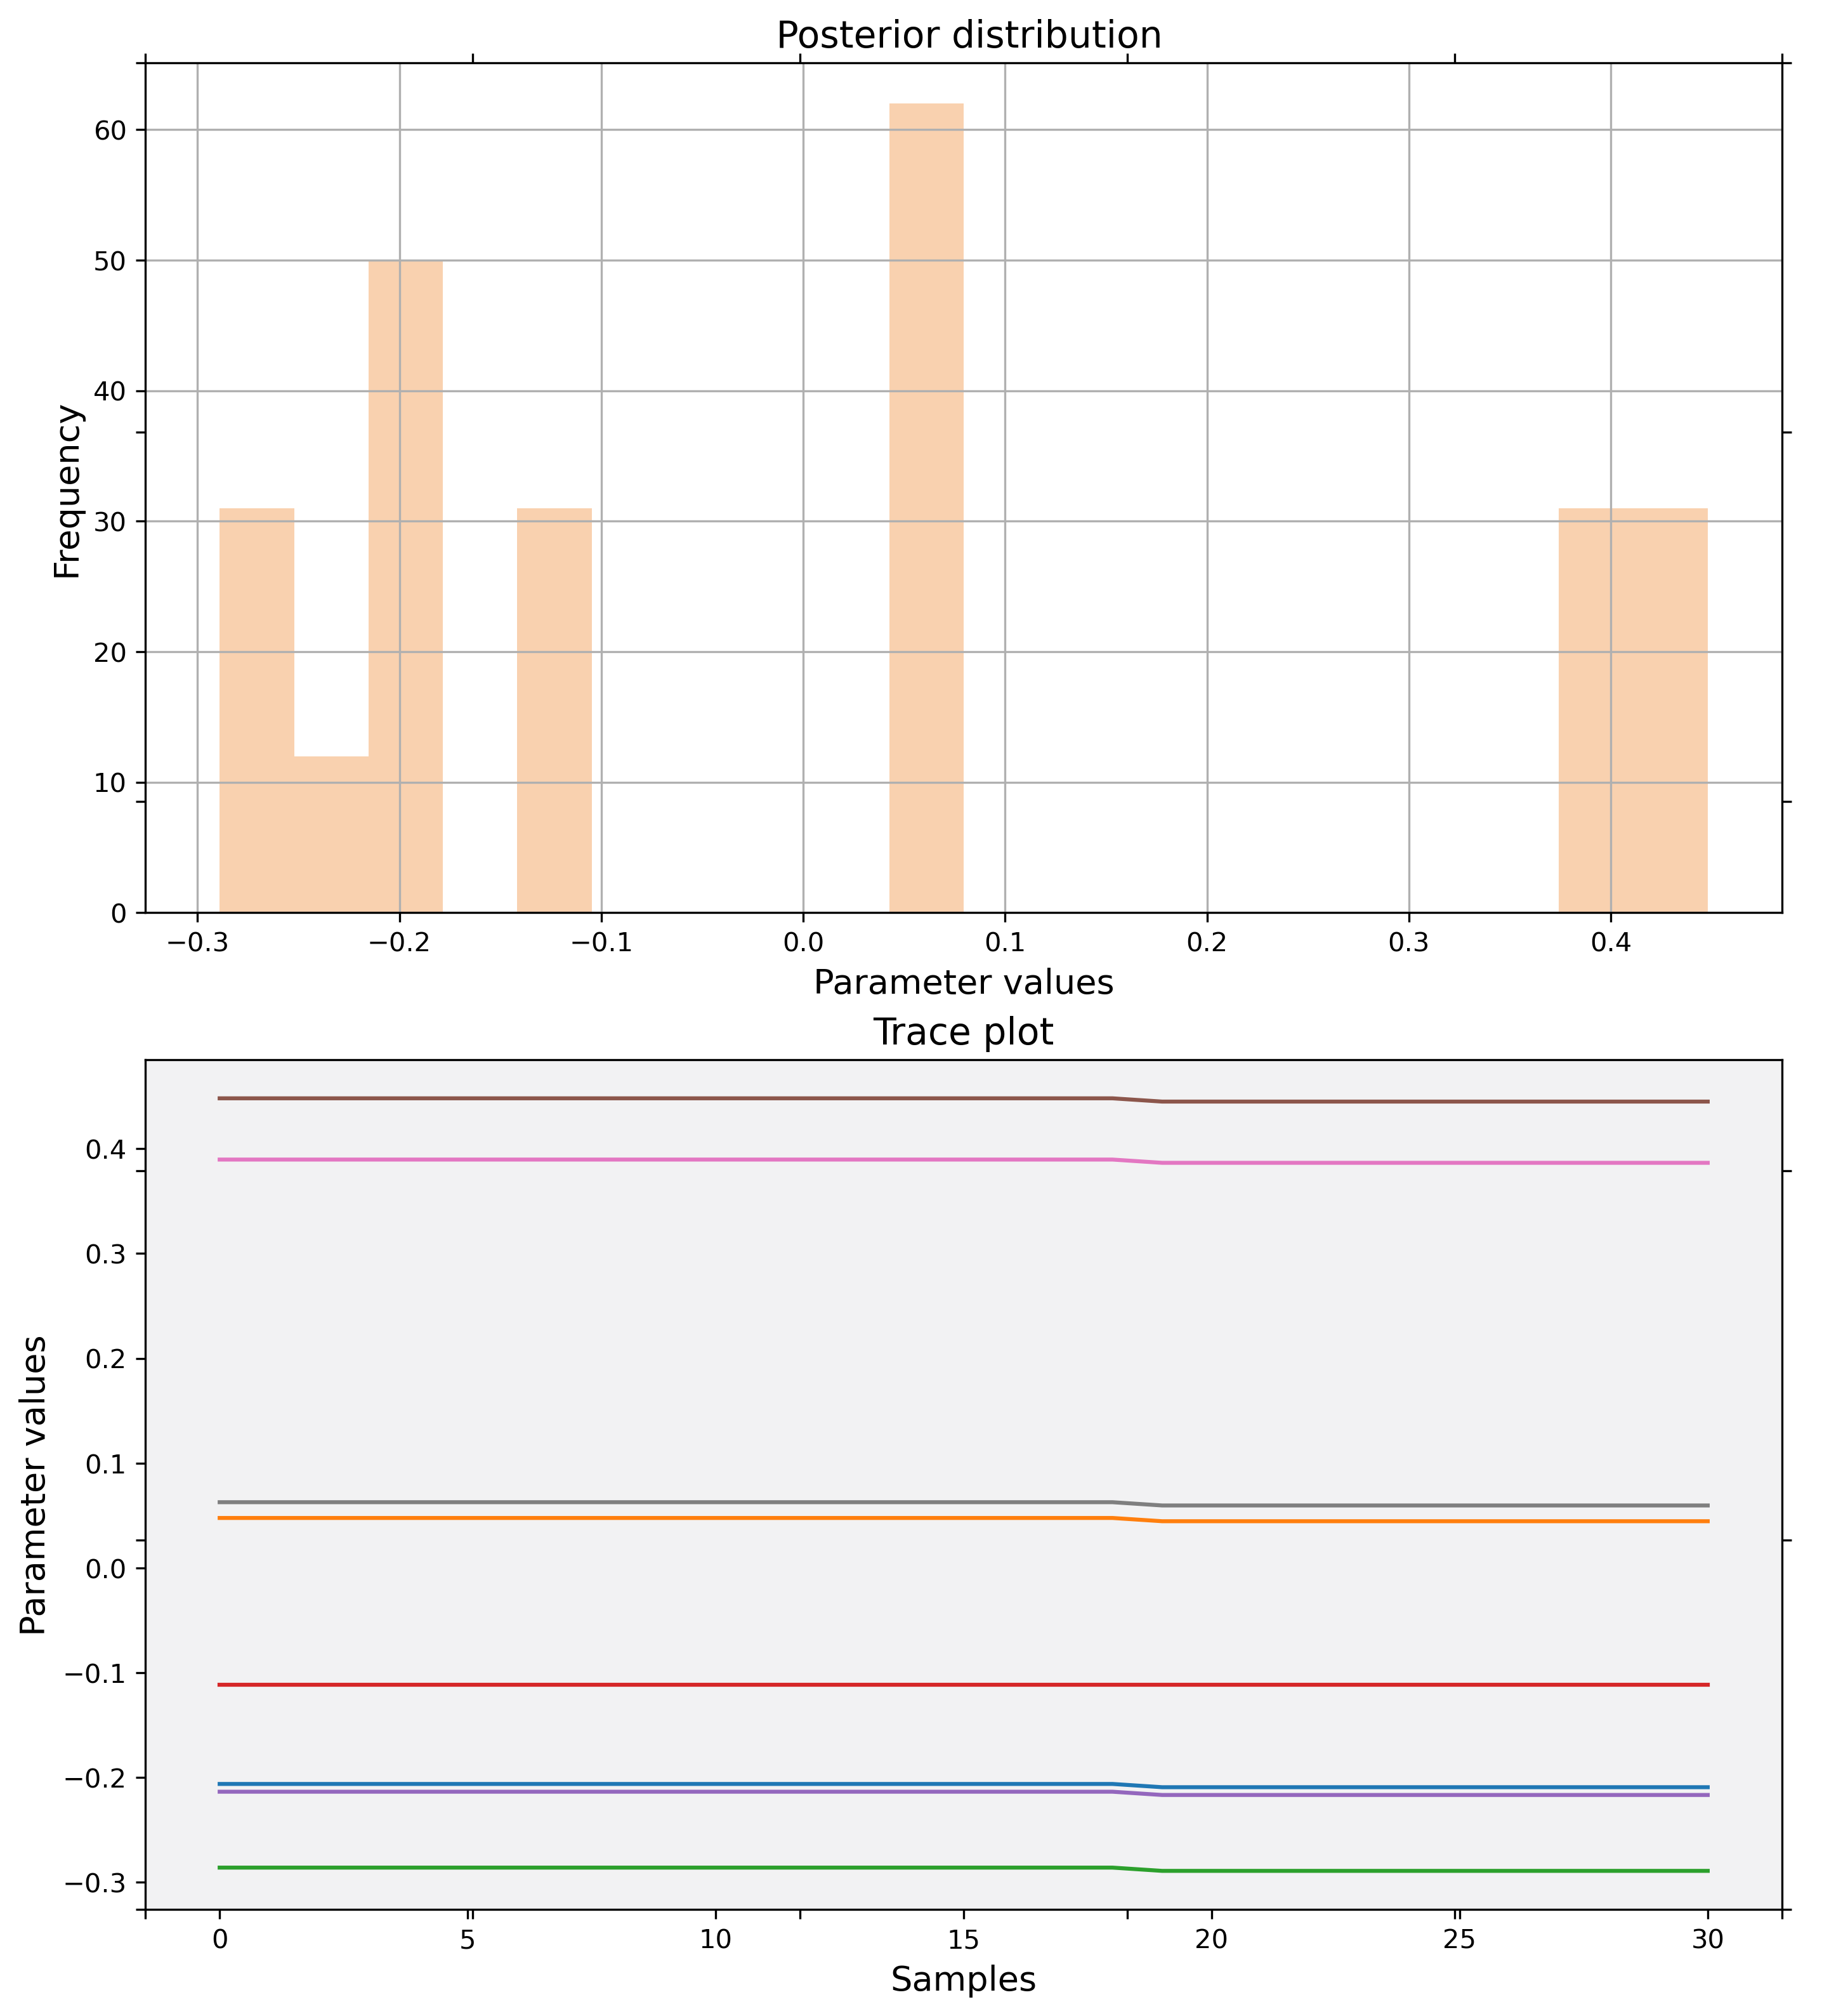 Posterior distribution
60
50
40
30
20
10
0
Frequency
−0.3 −0.2 −0.1 0.0 0.1 0.2 0.3 0.4
Parameter values
Trace plot
0.4
0.3
0.2
0.1
0.0
−0.1
−0.2
−0.3
Parameter values
0 5 10 15 20 25 30
Samples